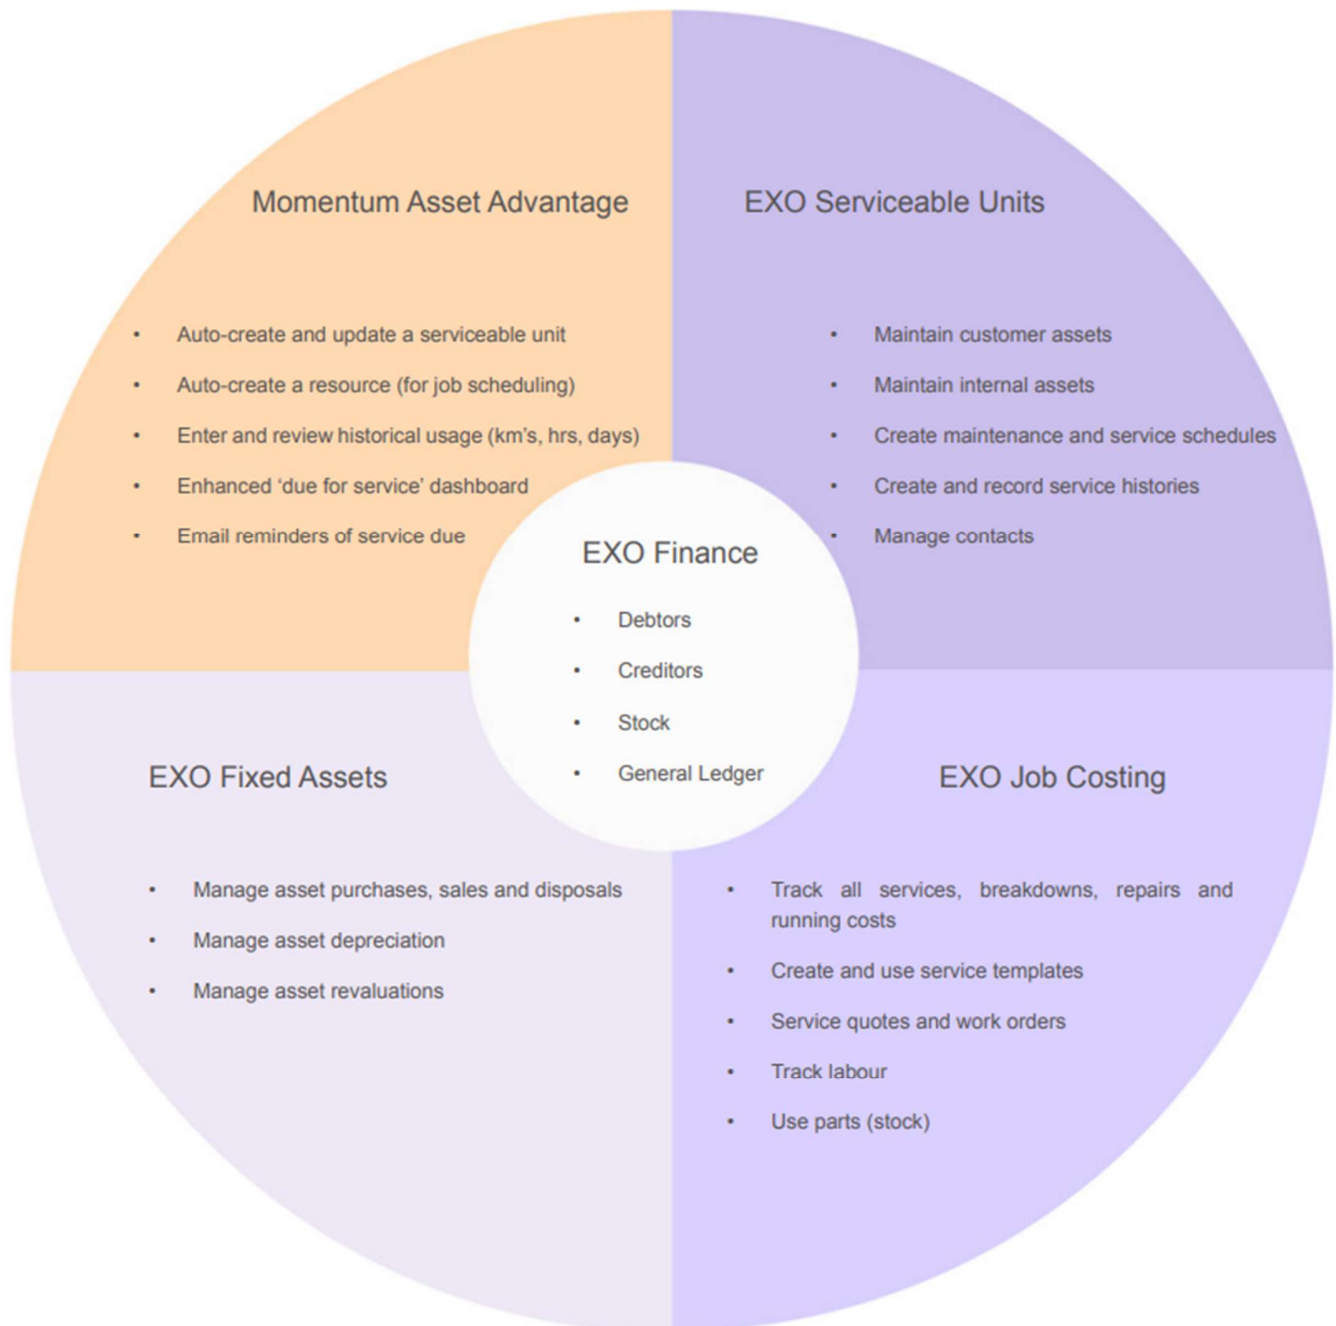 Momentum Asset Advantage
• Auto-create and update a serviceable unit
• Auto-create a resource (for job scheduling)
• Enter and review historical usage (km’s, hrs, days)
• Enhanced ‘due for service’ dashboard
• Email reminders of service due
EXO Serviceable Units
• Maintain customer assets
• Maintain internal assets
• Create maintenance and service schedules
• Create and record service histories
• Manage contacts
EXO Finance
• Debtors
• Creditors
• Stock
• General Ledger
EXO Fixed Assets
• Manage asset purchases, sales and disposals
• Manage asset depreciation
• Manage asset revaluations
EXO Job Costing
• Track all services, breakdowns, repairs and
running costs
• Create and use service templates
• Service quotes and work orders
• Track labour
• Use parts (stock)